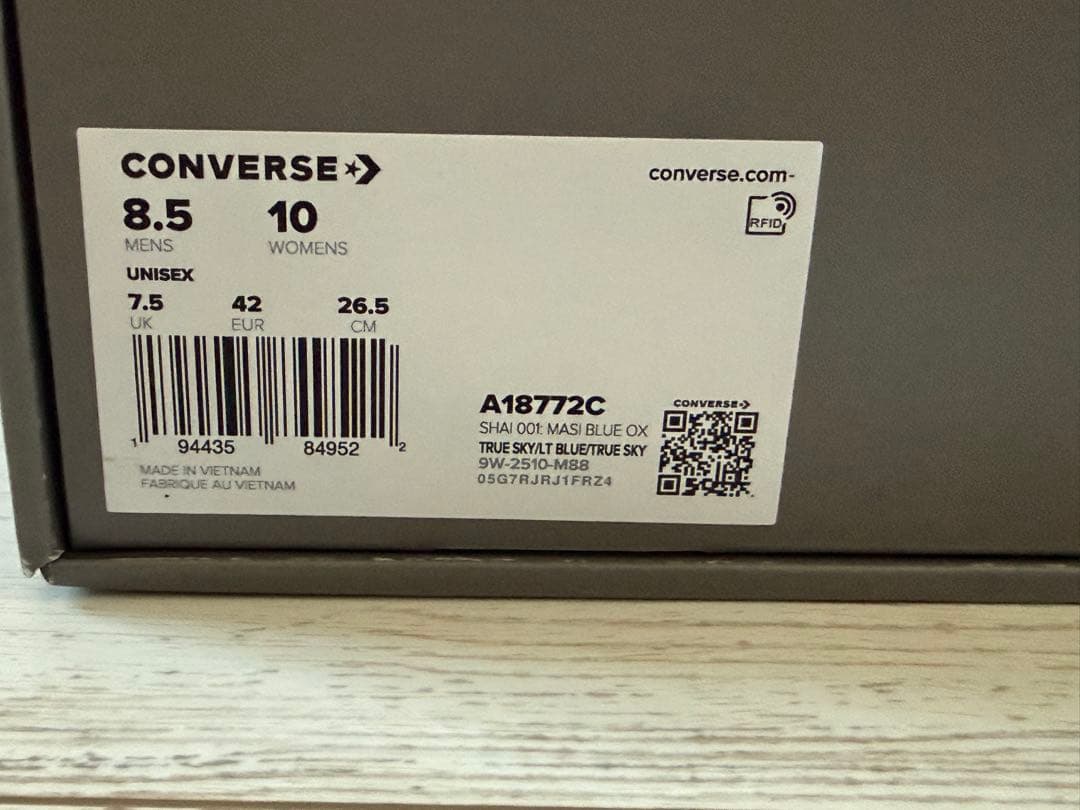 CONVERSE
converse.com-
RFID
8.5 10
MENS WOMENS
UNISEX
7.5 42 26.5
UK EUR CM
1 94435 84952 2
MADE IN VIETNAM
FABRIQUE AU VIETNAM
A18772C
SHAI 001: MASI BLUE OX
TRUE SKY/LT BLUE/TRUE SKY
9W-2510-M88
05G7RJRJ1FRZ4
CONVERSE